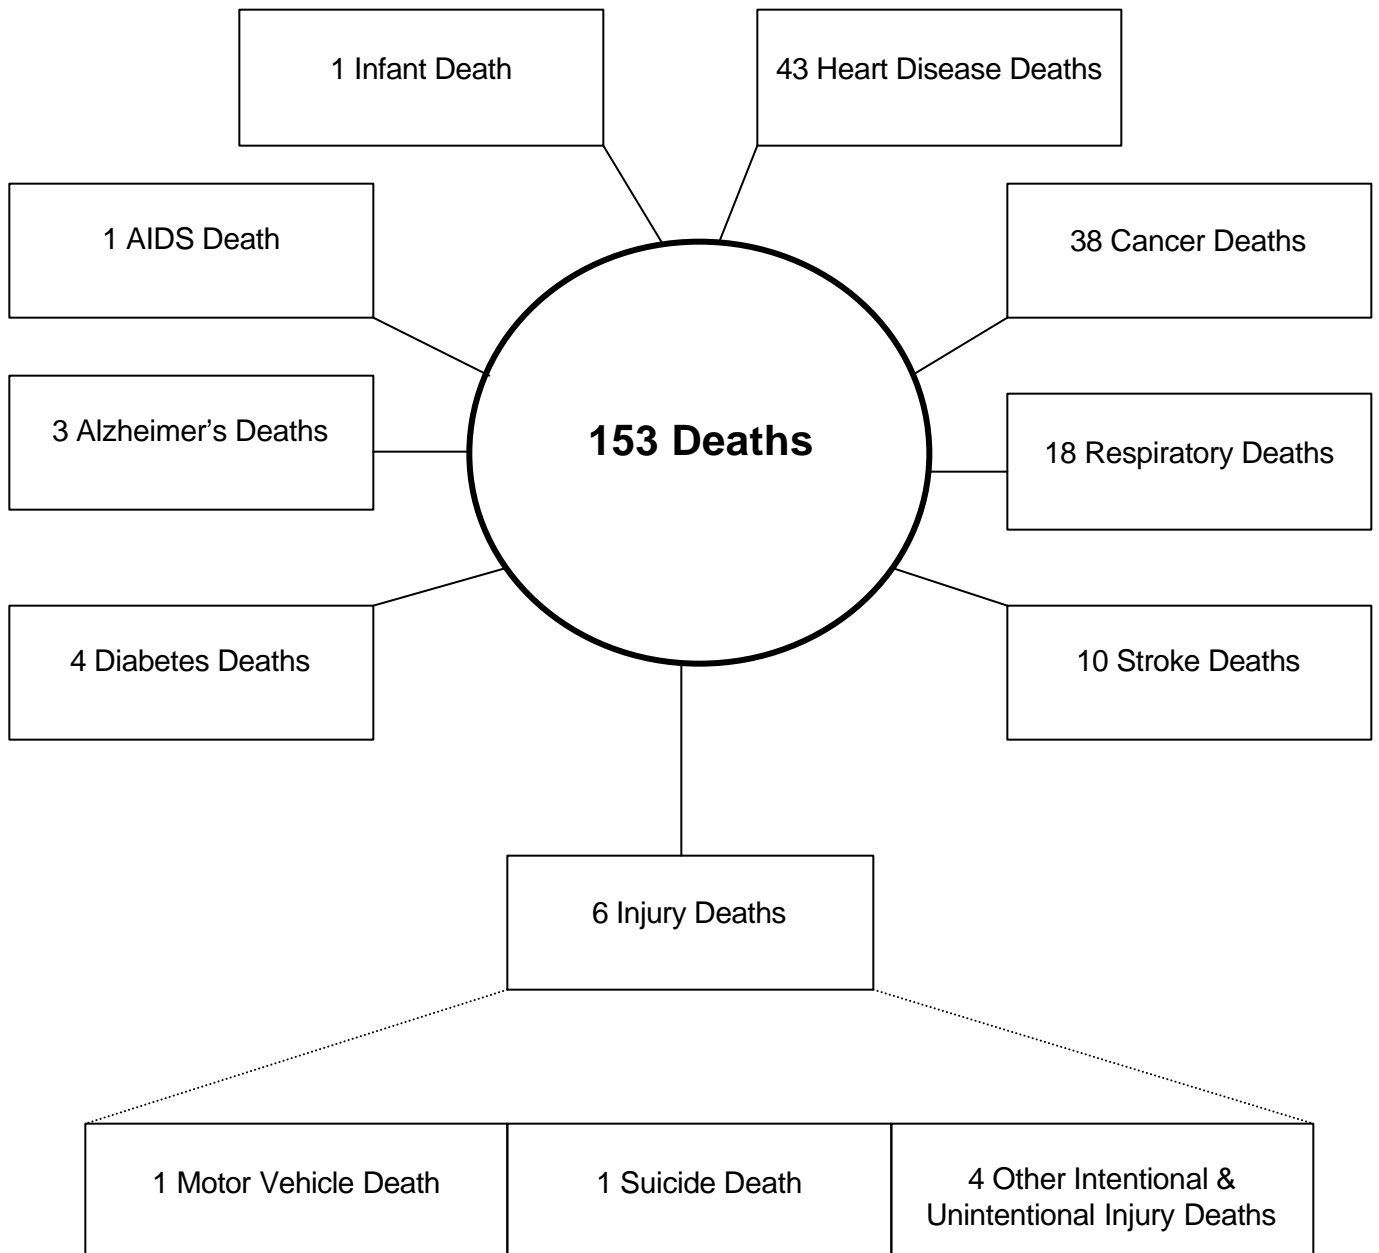 1 Infant Death
43 Heart Disease Deaths
1 AIDS Death
38 Cancer Deaths
3 Alzheimer’s Deaths
153 Deaths
18 Respiratory Deaths
4 Diabetes Deaths
10 Stroke Deaths
6 Injury Deaths
1 Motor Vehicle Death
1 Suicide Death
4 Other Intentional &
Unintentional Injury Deaths